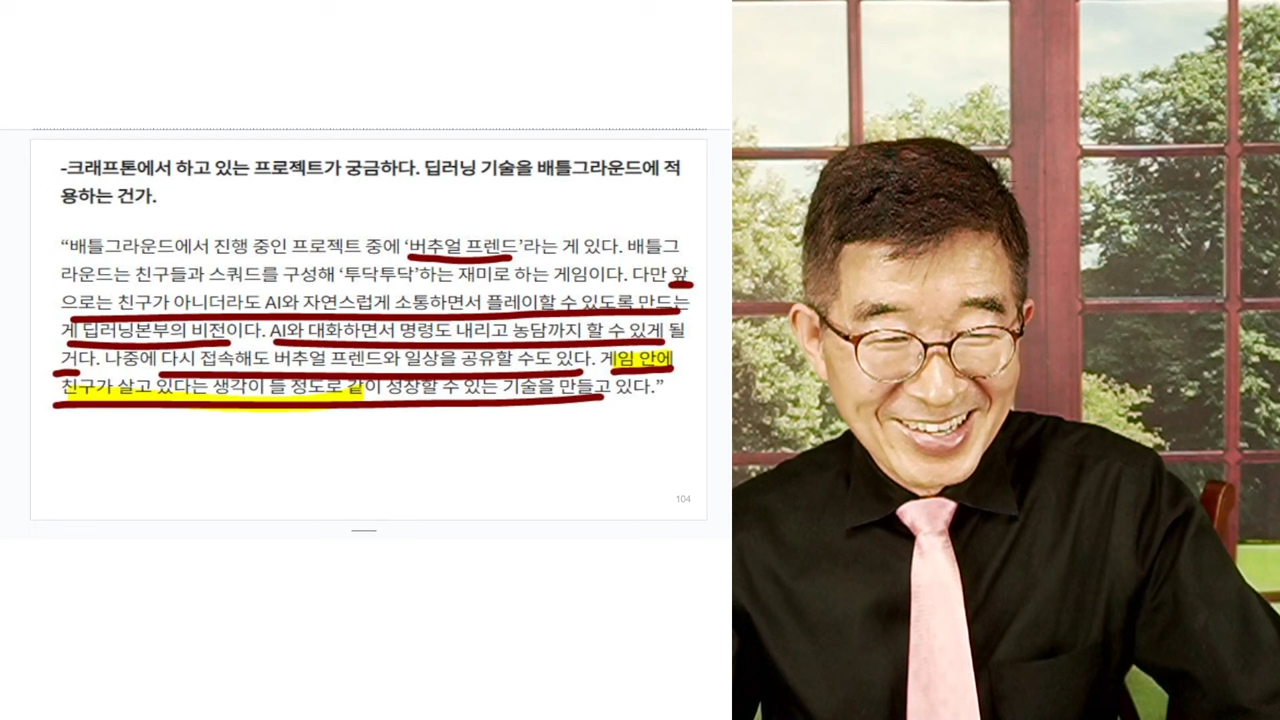 -크래프톤에서 하고 있는 프로젝트가 궁금하다. 딥러닝 기술을 배틀그라운드에 적
용하는 건가.
“배틀그라운드에서 진행 중인 프로젝트 중에 ‘버추얼 프렌드’라는 게 있다. 배틀그
라운드는 친구들과 스쿼드를 구성해 ‘투닥투닥’하는 재미로 하는 게임이다. 다만 앞
으로는 친구가 아니더라도 AI와 자연스럽게 소통하면서 플레이할 수 있도록 만드는
게 딥러닝본부의 비전이다. AI와 대화하면서 명령도 내리고 농담까지 할 수 있게 될
거다. 나중에 다시 접속해도 버추얼 프렌드와 일상을 공유할 수도 있다. 게임 안에
친구가 살고 있다는 생각이 들 정도로 같이 성장할 수 있는 기술을 만들고 있다.”
104